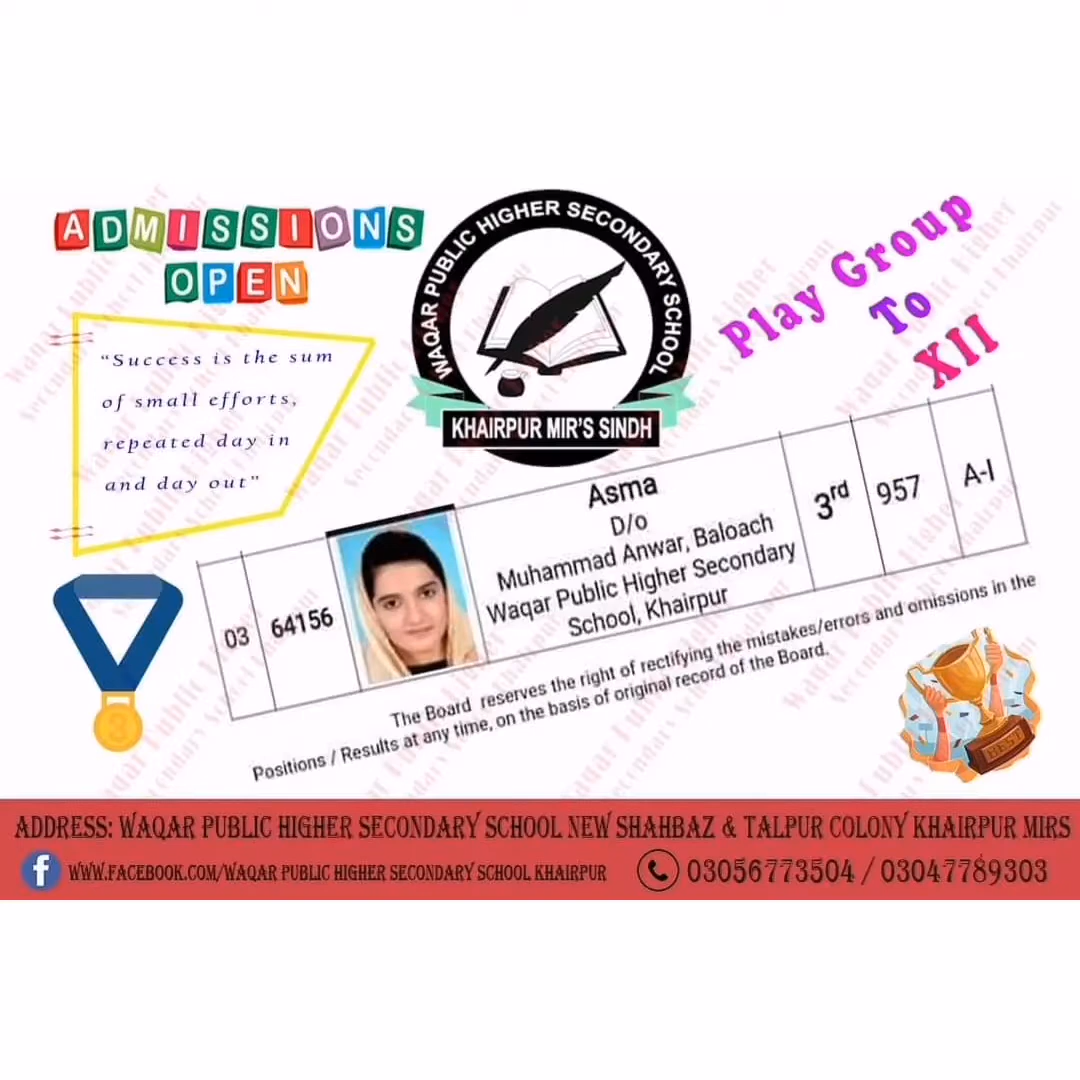 ADMISSIONS
OPEN
"Success is the sum
of small efforts,
repeated day in
and day out"
WAQAR PUBLIC HIGHER SECONDARY SCHOOL
KHAIRPUR MIR'S SINDH
Play Group
To
XII
03
64156
Asma
D/o
Muhammad Anwar, Baloach
Waqar Public Higher Secondary
School, Khairpur
3rd
957
A-I
The Board reserves the right of rectifying the mistakes/errors and omissions in the
Positions / Results at any time, on the basis of original record of the Board.
3
BEST
ADDRESS: WAQAR PUBLIC HIGHER SECONDARY SCHOOL NEW SHAHBAZ & TALPUR COLONY KHAIRPUR MIRS
f WWW.FACEBOOK.COM/WAQAR PUBLIC HIGHER SECONDARY SCHOOL KHAIRPUR
03056773504 / 03047789303